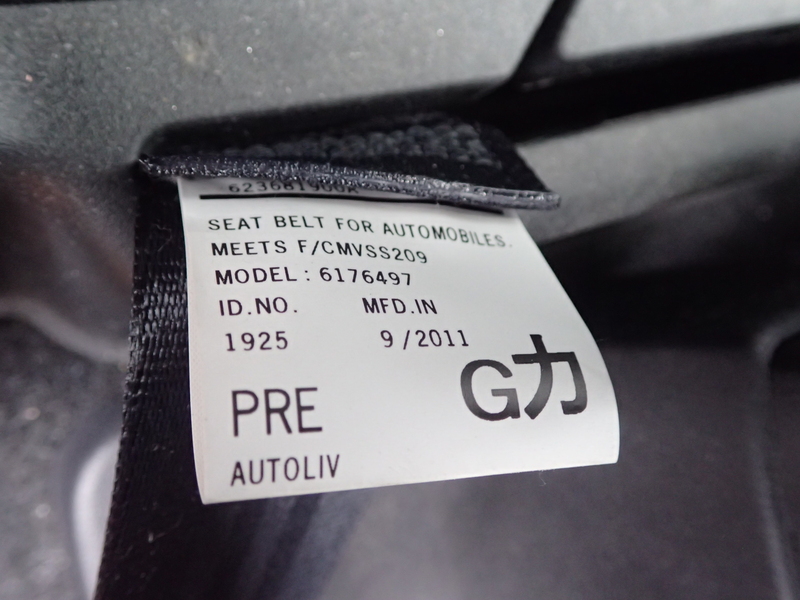 SEAT BELT FOR AUTOMOBILES.
MEETS F/CMVSS209
MODEL: 6176497
ID.NO. MFD.IN
1925 9/2011
PRE G力
AUTOLIV